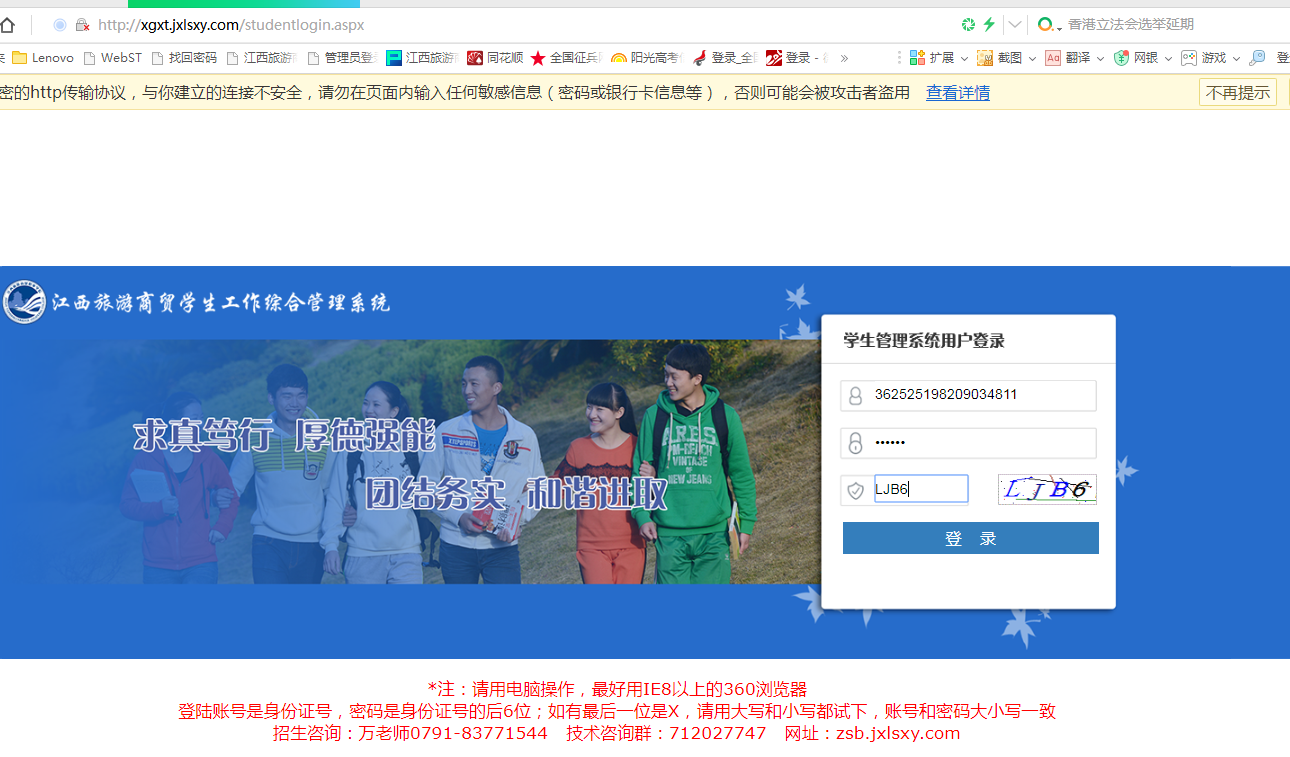 http://xgxt.jxlsxy.com/studentlogin.aspx
香港立法会选举延期
Lenovo WebST 找回密码 江西旅游 管理员登 江西旅游 同花顺 全国征兵 阳光高考 登录_全 登录 - » 扩展 截图 Aあ 翻译 网银 游戏 登
密的http传输协议，与你建立的连接不安全，请勿在页面内输入任何敏感信息（密码或银行卡信息等），否则可能会被攻击者盗用 查看详情 不再提示
江西旅游商贸学生工作综合管理系统
学生管理系统用户登录
362525198209034811
••••••
LJB6
LJB6
登 录
求真笃行 厚德强能
团结务实 和谐进取
XTEPSPORTS
A.R.B.S.
M-BEACH
VINTAGE
NEW JEANS
*注：请用电脑操作，最好用IE8以上的360浏览器
登陆账号是身份证号，密码是身份证号的后6位；如有最后一位是X，请用大写和小写都试下，账号和密码大小写一致
招生咨询：万老师0791-83771544 技术咨询群：712027747 网址：zsb.jxlsxy.com